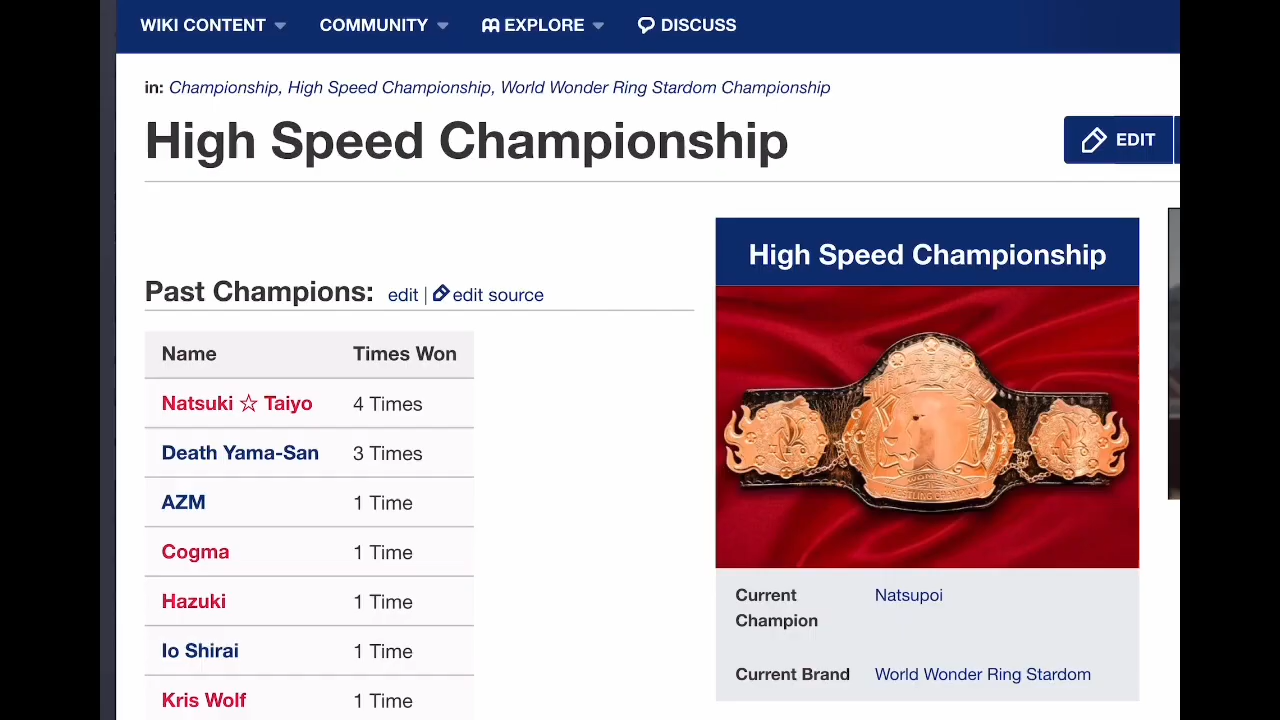 WIKI CONTENT COMMUNITY EXPLORE DISCUSS
in: Championship, High Speed Championship, World Wonder Ring Stardom Championship
High Speed Championship
EDIT
High Speed Championship
Past Champions: edit | edit source
Name Times Won
Natsuki ☆ Taiyo 4 Times
Death Yama-San 3 Times
AZM 1 Time
Cogma 1 Time
Hazuki 1 Time
Io Shirai 1 Time
Kris Wolf 1 Time
Current Champion Natsupoi
Current Brand World Wonder Ring Stardom